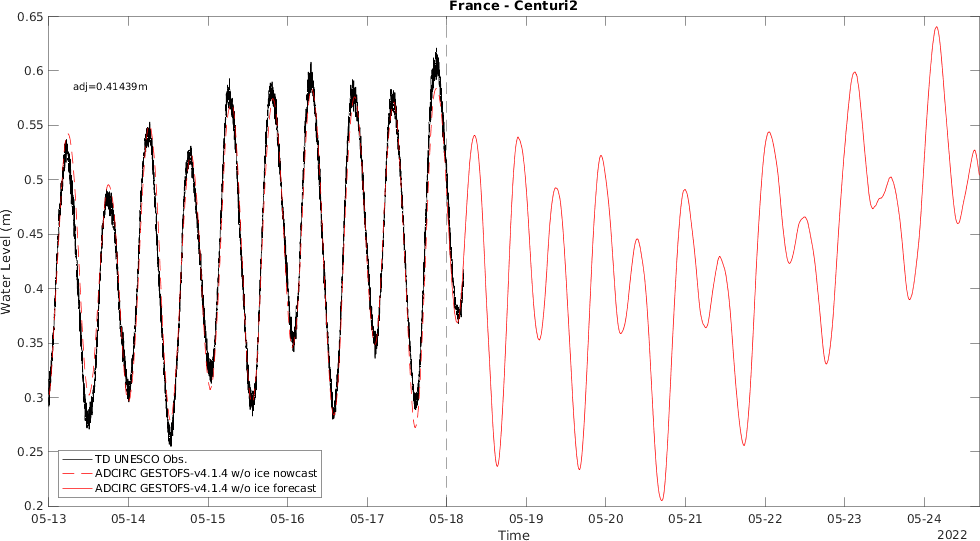 France - Centuri2
0.65
0.6
0.55
0.5
0.45
0.4
0.35
0.3
0.25
0.2
Water Level (m)
adj=0.41439m
TD UNESCO Obs.
ADCIRC GESTOFS-v4.1.4 w/o ice nowcast
ADCIRC GESTOFS-v4.1.4 w/o ice forecast
05-13 05-14 05-15 05-16 05-17 05-18 05-19 05-20 05-21 05-22 05-23 05-24
Time
2022